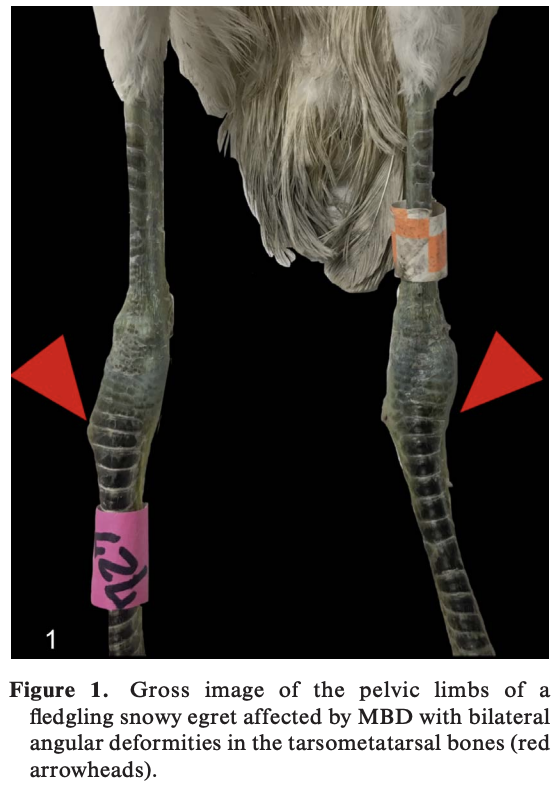 1
Figure 1. Gross image of the pelvic limbs of a
fledgling snowy egret affected by MBD with bilateral
angular deformities in the tarsometatarsal bones (red
arrowheads).